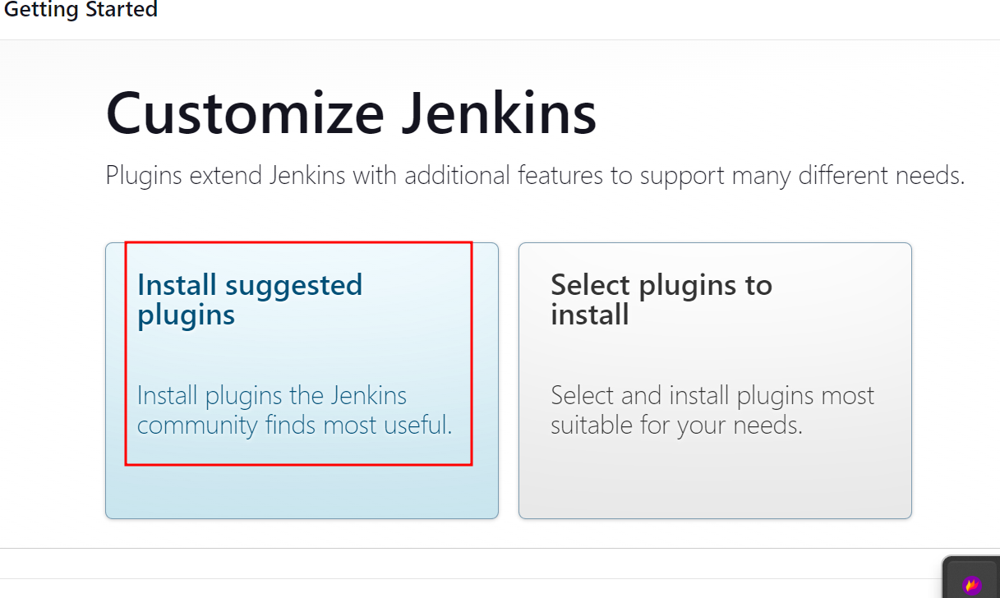 Getting Started
Customize Jenkins
Plugins extend Jenkins with additional features to support many different needs.
Install suggested
plugins
Install plugins the Jenkins
community finds most useful.
Select plugins to
install
Select and install plugins most
suitable for your needs.